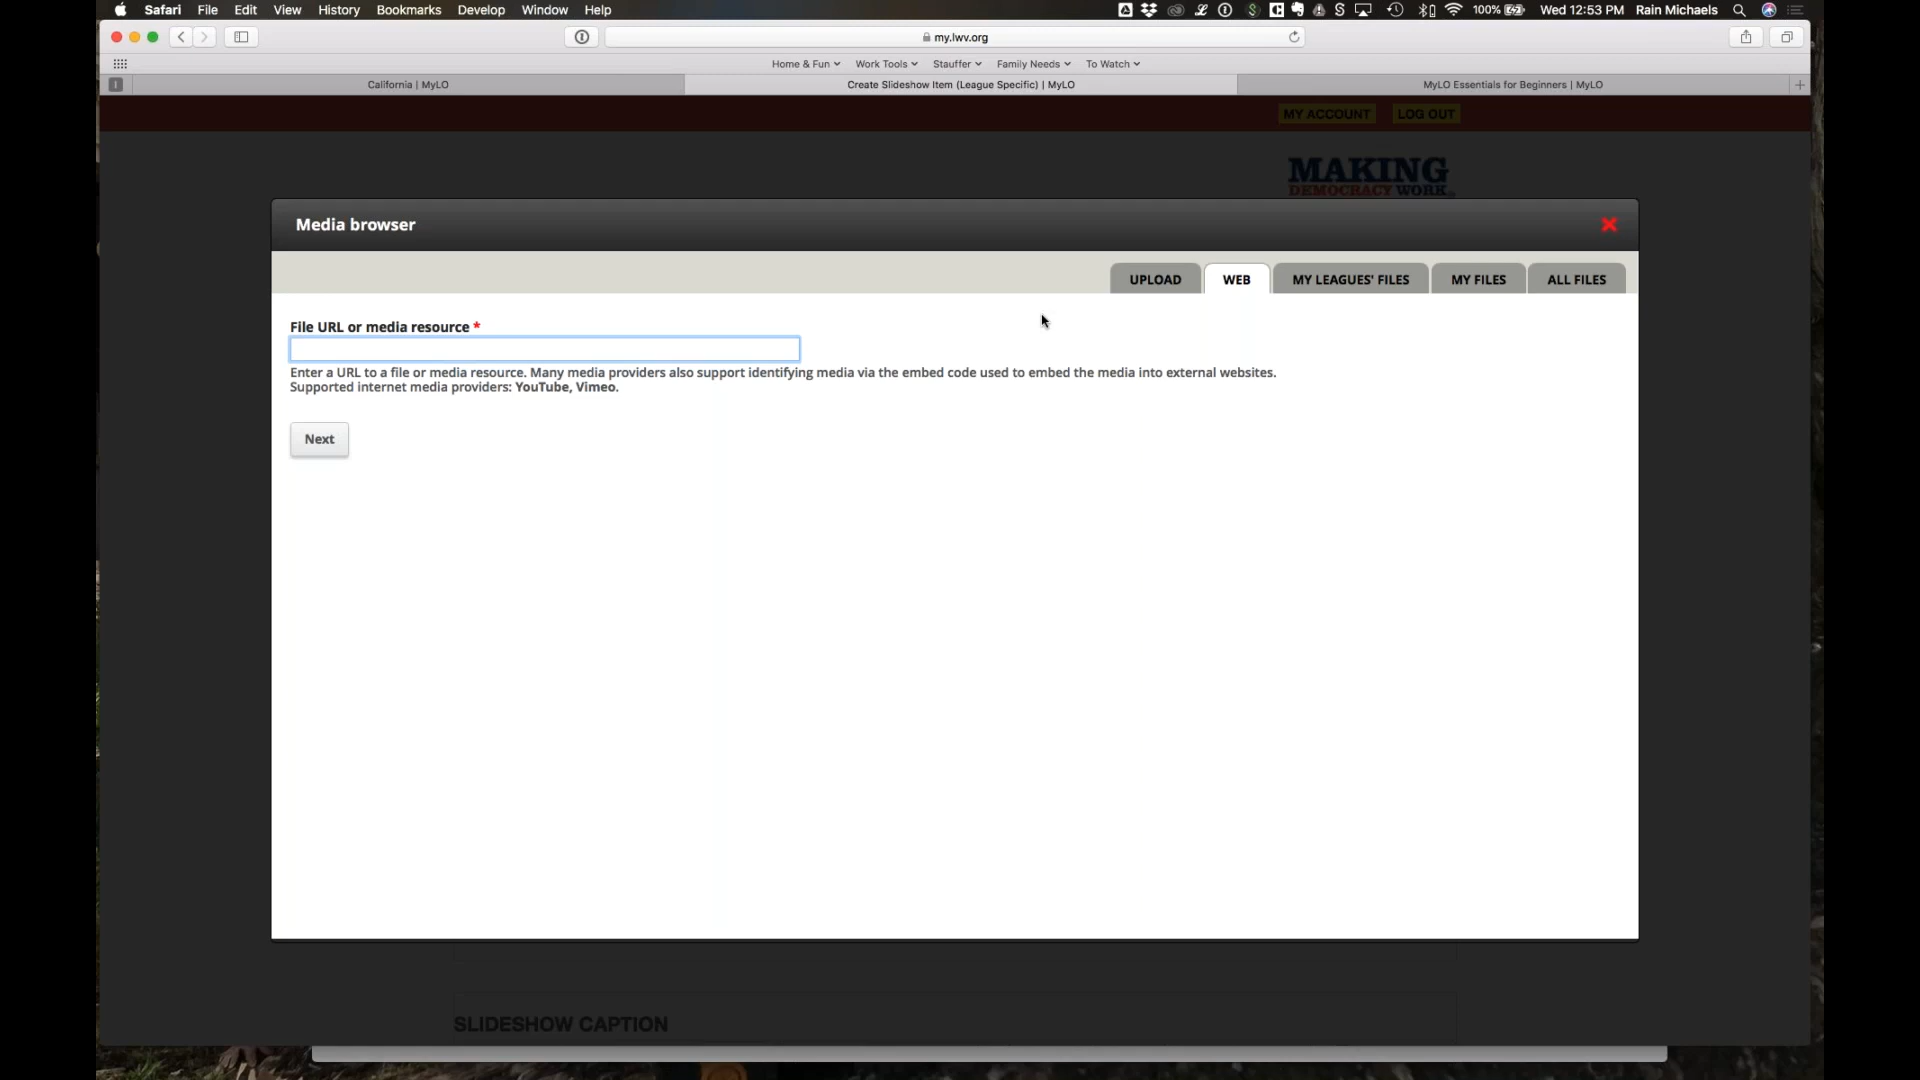 Safari File Edit View History Bookmarks Develop Window Help 100% Wed 12:53 PM Rain Michaels
my.lwv.org
Home & Fun Work Tools Stauffer Family Needs To Watch
California | MyLO Create Slideshow Item (League Specific) | MyLO MyLO Essentials for Beginners | MyLO
MY ACCOUNT LOG OUT
MAKING
DEMOCRACY WORK
Media browser
UPLOAD WEB MY LEAGUES' FILES MY FILES ALL FILES
File URL or media resource *
Enter a URL to a file or media resource. Many media providers also support identifying media via the embed code used to embed the media into external websites.
Supported internet media providers: YouTube, Vimeo.
Next
SLIDESHOW CAPTION